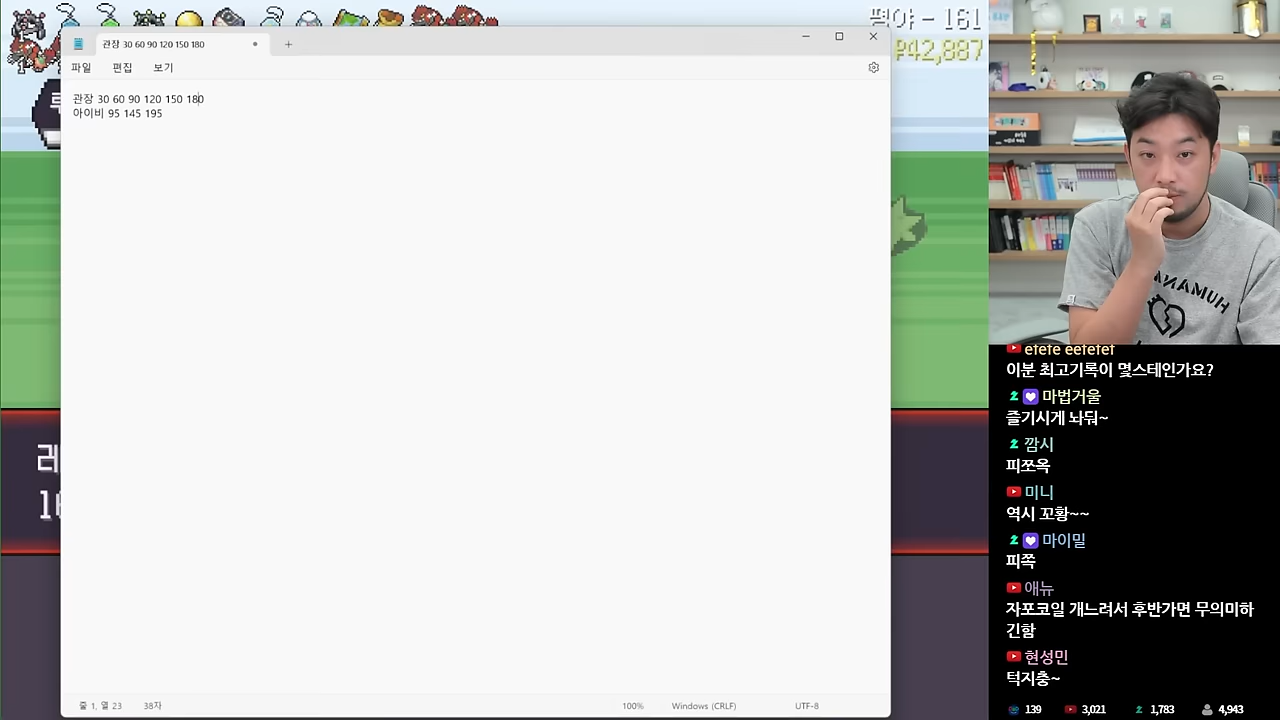 평야 - 161
₽42,887
관장 30 60 90 120 150 180
파일 편집 보기
관장 30 60 90 120 150 180
아이비 95 145 195
레
줄 1, 열 23 38자 100% Windows (CRLF) UTF-8
HUMANA
efefe eefefef
이분 최고기록이 몇스테인가요?
마법거울
즐기시게 놔둬~
깜시
피쪼옥
미니
역시 꼬황~~
마이밀
피쪽
애뉴
자포코일 개느려서 후반가면 무의미하
긴함
현성민
턱지충~
139 3,021 1,783 4,943